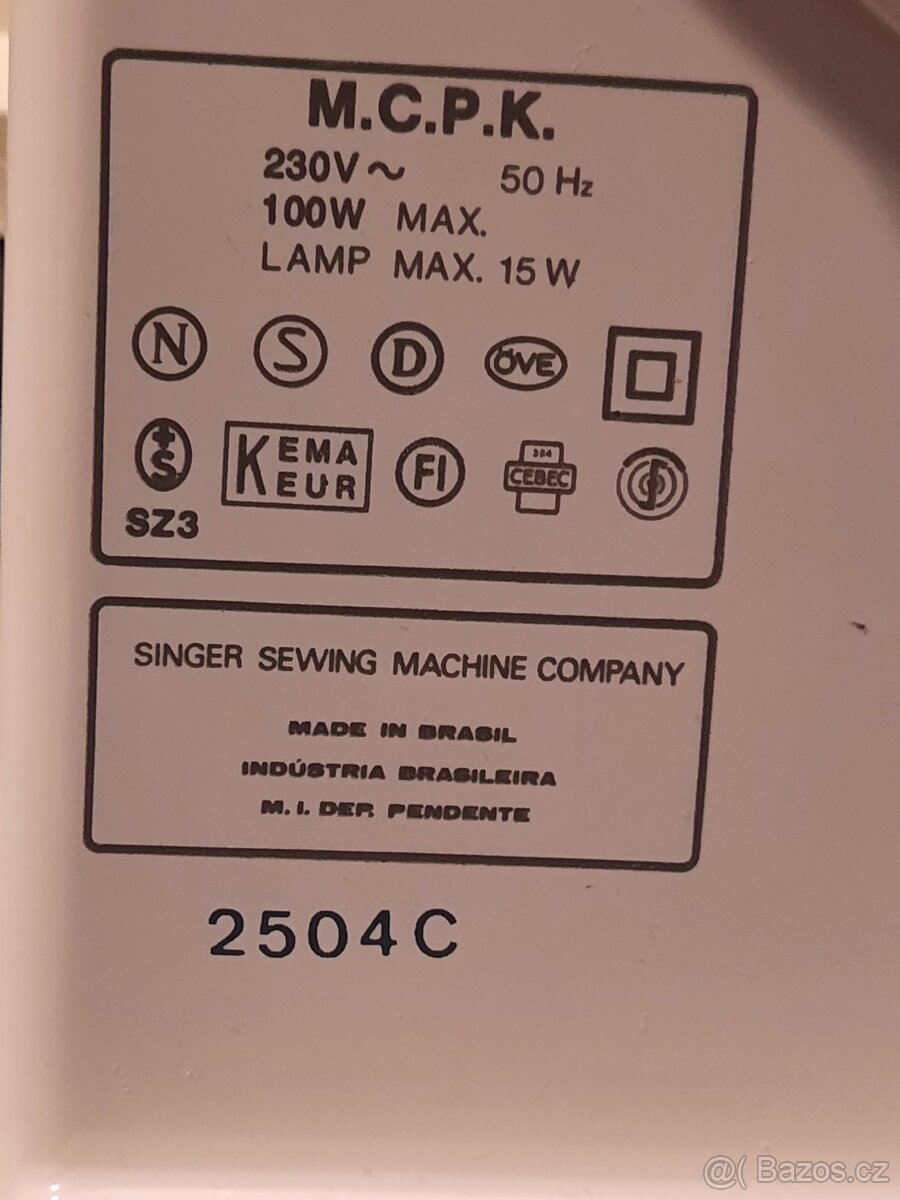 M.C.P.K.
230V~ 50 Hz
100W MAX.
LAMP MAX. 15 W
N S D ÖVE
+S KEMA KEUR FI 384 CEBEC
SZ3
SINGER SEWING MACHINE COMPANY
MADE IN BRASIL
INDÚSTRIA BRASILEIRA
M. I. DEP. PENDENTE
2504C
@( Bazos.cz